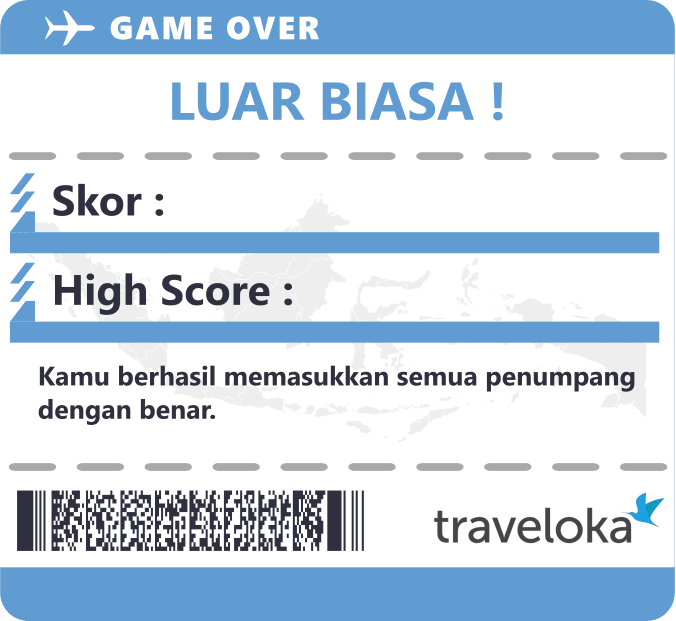 GAME OVER
LUAR BIASA !
Skor :
High Score :
Kamu berhasil memasukkan semua penumpang
dengan benar.
traveloka